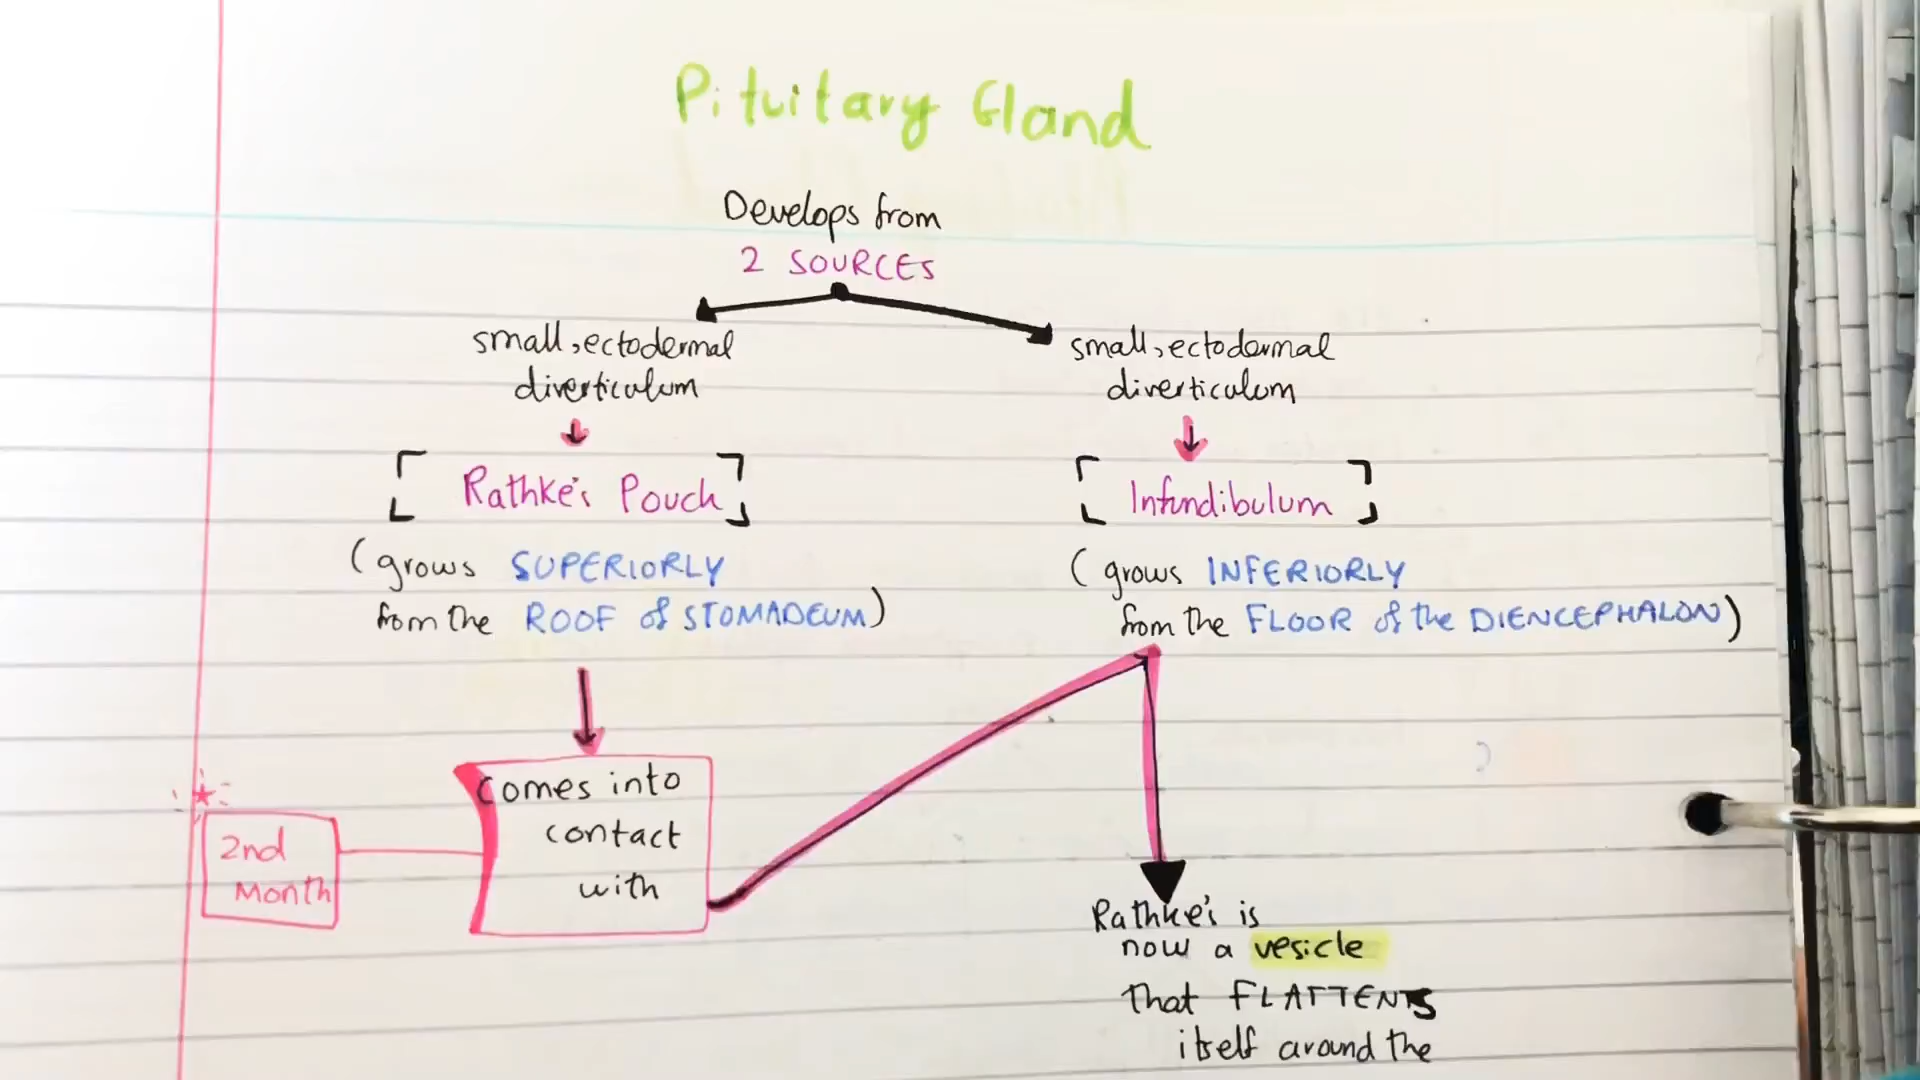 Pituitary Gland
Develops from
2 SOURCES
small, ectodermal
diverticulum
Rathke's Pouch
(grows SUPERIORLY
from the ROOF of STOMADEUM)
small, ectodermal
diverticulum
Infundibulum
(grows INFERIORLY
from the FLOOR of the DIENCEPHALON)
2nd
Month
comes into
contact
with
Rathke's is
now a vesicle
that FLATTENS
itself around the